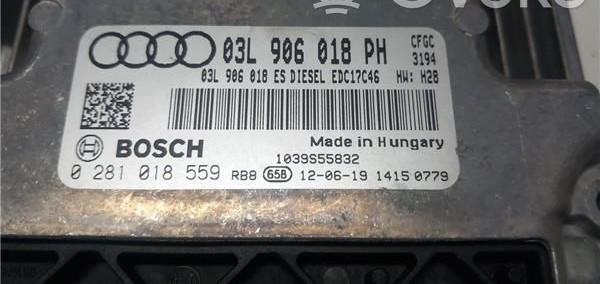 03L 906 018 PH CFGC
3194
03L 906 018 ES DIESEL EDC17C46 HW: H28
BOSCH
Made in Hungary
1039S55832
0 281 018 559 RB8 65B 12-06-19 1415 0779